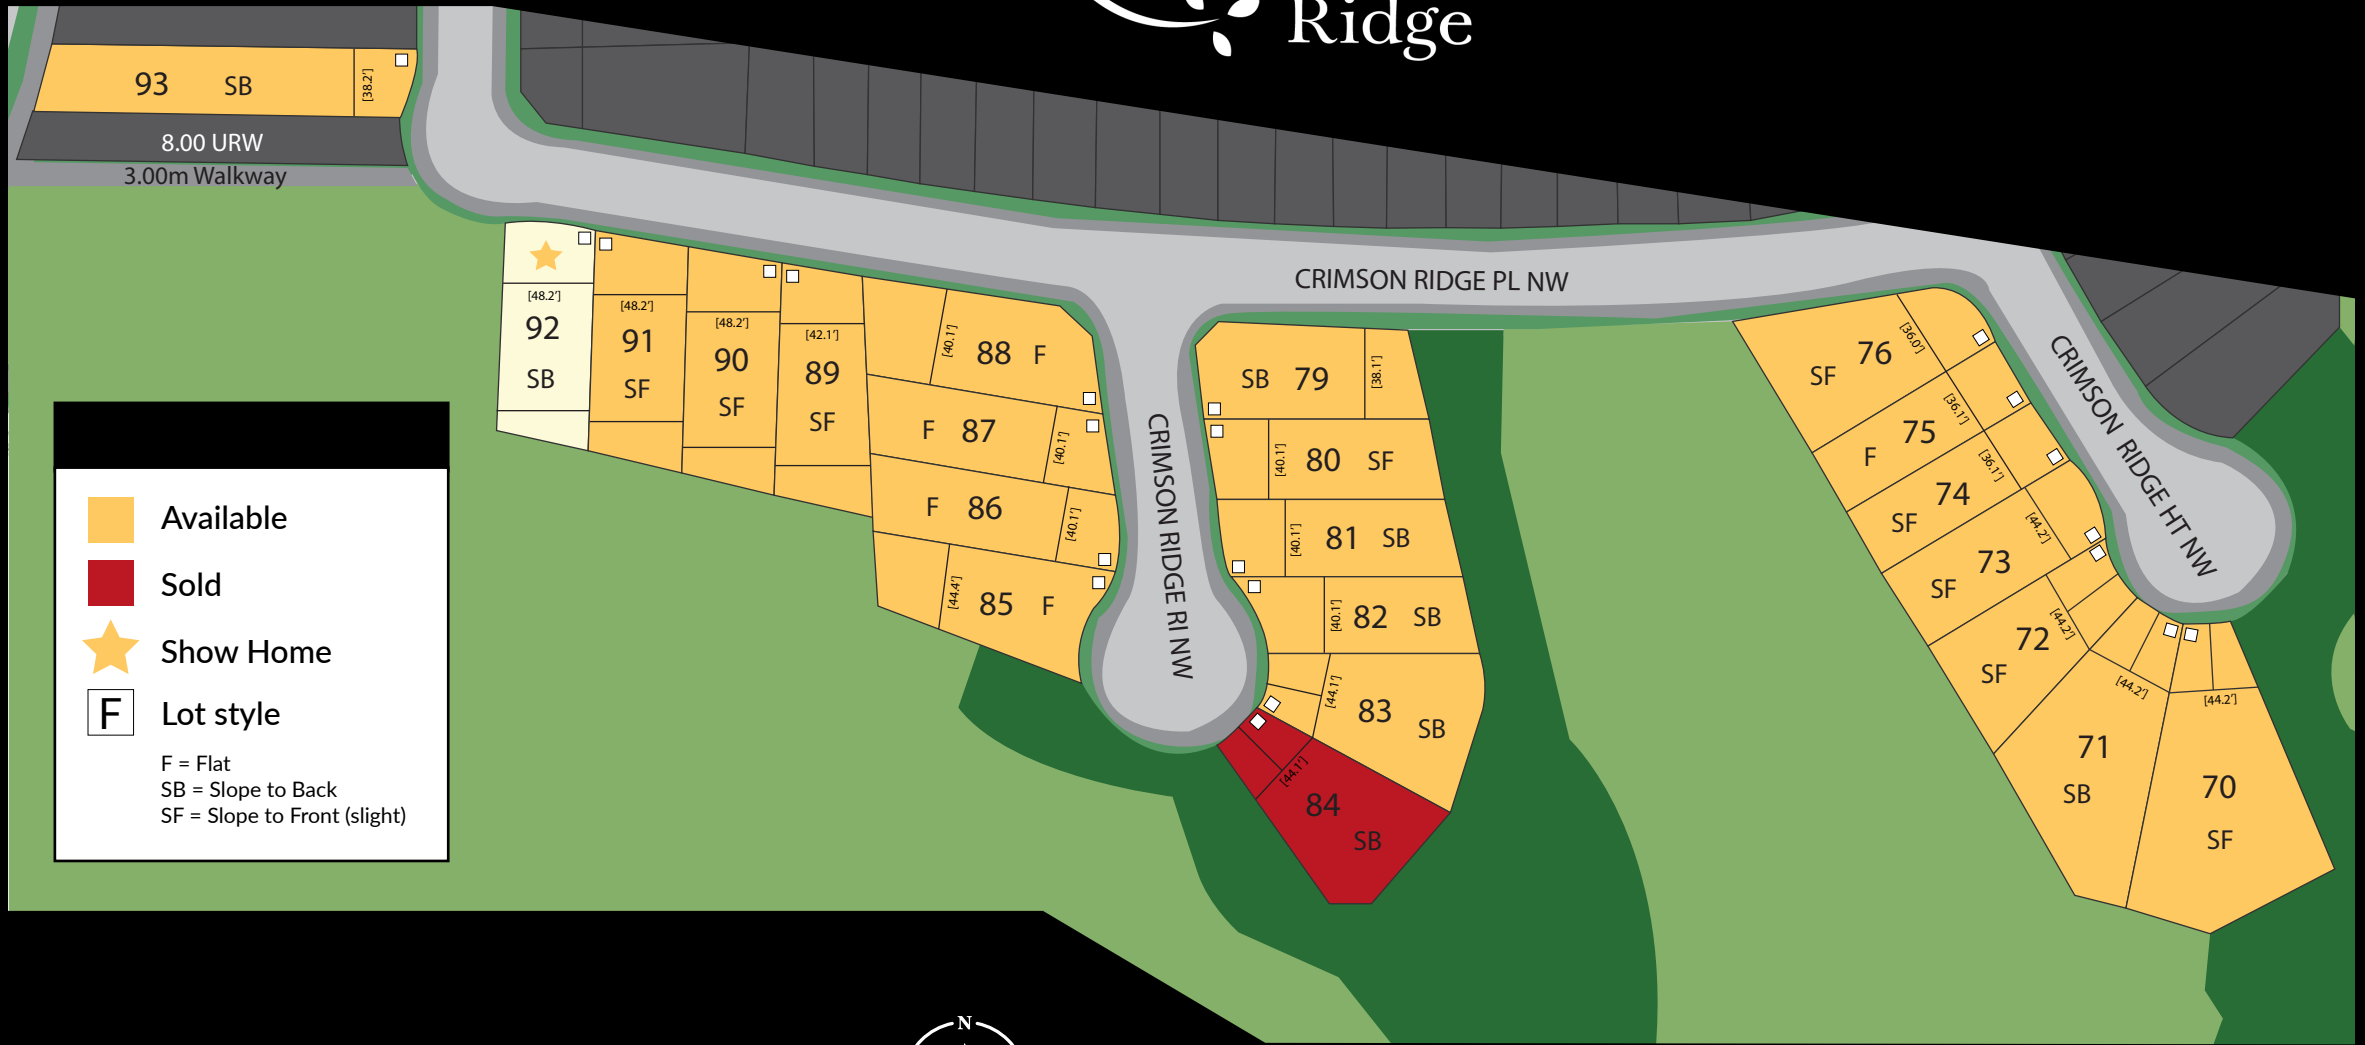 Ridge
93 SB [38.2']
8.00 URW
3.00m Walkway
CRIMSON RIDGE PL NW
CRIMSON RIDGE RI NW
CRIMSON RIDGE HT NW
[48.2']
92
SB
[48.2']
91
SF
[48.2']
90
SF
[42.1']
89
SF
[40.1'] 88 F
F 87 [40.1']
F 86 [40.1']
[44.4'] 85 F
SB 79 [38.1']
[40.1'] 80 SF
[40.1'] 81 SB
[40.1'] 82 SB
[44.1'] 83 SB
[44.1']
84
SB
[36.0']
76
SF
[36.1']
75
F
[36.1']
74
SF
[44.2']
73
SF
[44.2']
72
SF
[44.2']
71
SB
[44.2']
70
SF
Available
Sold
Show Home
F Lot style
F = Flat
SB = Slope to Back
SF = Slope to Front (slight)
N